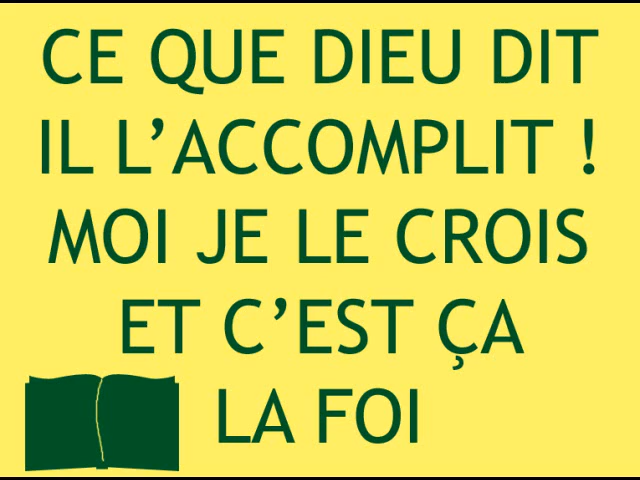 CE QUE DIEU DIT
IL L’ACCOMPLIT !
MOI JE LE CROIS
ET C’EST ÇA
LA FOI